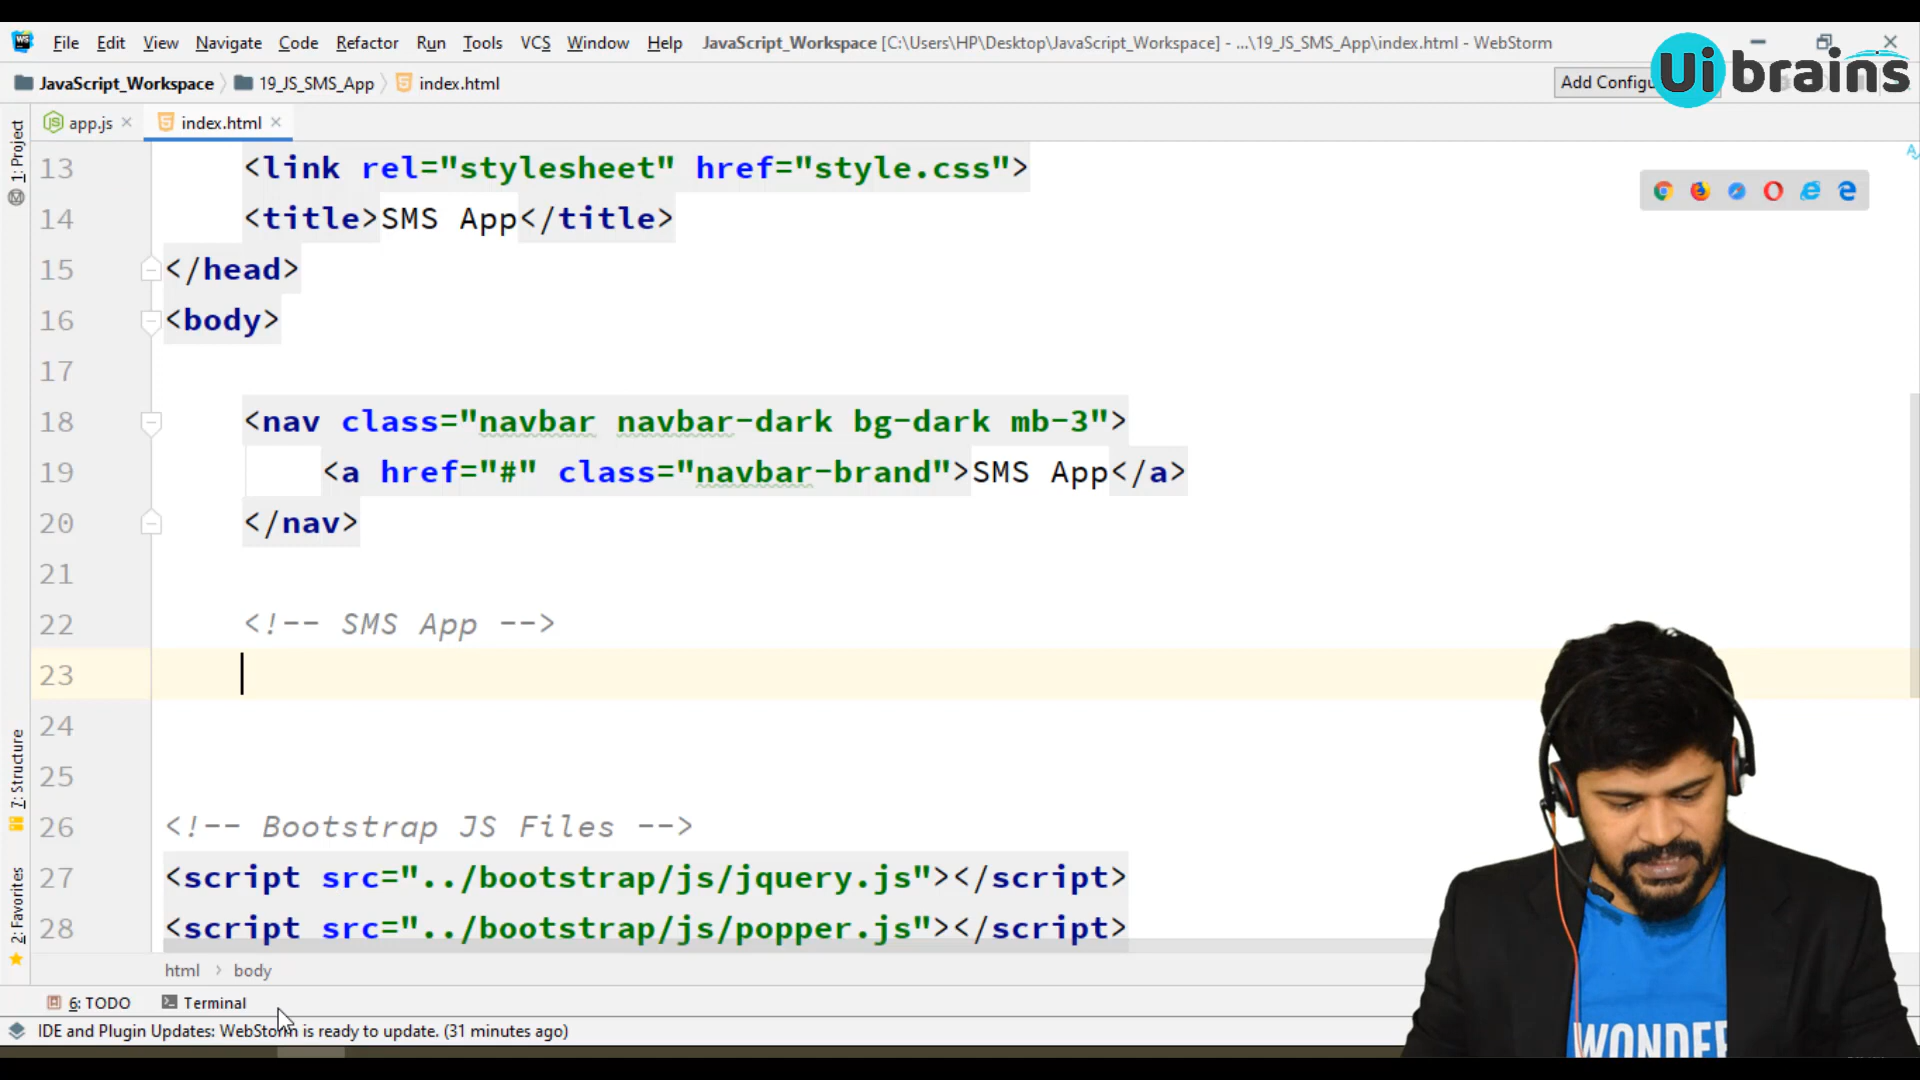 File Edit View Navigate Code Refactor Run Tools VCS Window Help JavaScript_Workspace [C:\Users\HP\Desktop\JavaScript_Workspace] - ...\19_JS_SMS_App\index.html - WebStorm
JavaScript_Workspace 19_JS_SMS_App index.html Add Configu
Ui brains
app.js index.html
1: Project
13 <link rel="stylesheet" href="style.css">
14 <title>SMS App</title>
15 </head>
16 <body>
17
18 <nav class="navbar navbar-dark bg-dark mb-3">
19 <a href="#" class="navbar-brand">SMS App</a>
20 </nav>
21
22 <!-- SMS App -->
23
24
25
26 <!-- Bootstrap JS Files -->
27 <script src="../bootstrap/js/jquery.js"></script>
28 <script src="../bootstrap/js/popper.js"></script>
7: Structure
2: Favorites
html body
6: TODO Terminal
IDE and Plugin Updates: WebStorm is ready to update. (31 minutes ago)
WONDER